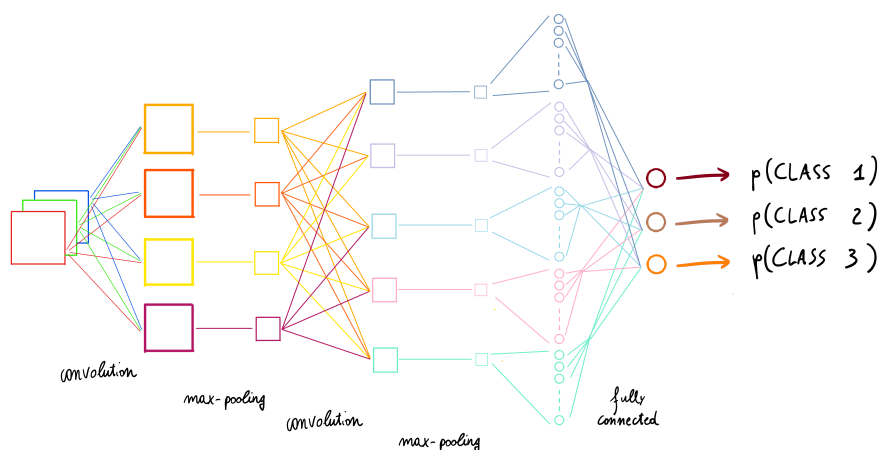 p(CLASS 1)
p(CLASS 2)
p(CLASS 3)
convolution
max-pooling
convolution
max-pooling
fully
connected